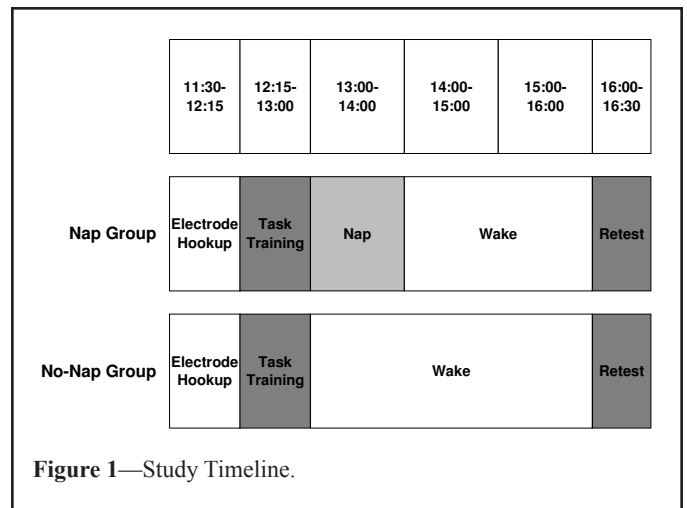 11:30-
12:15
12:15-
13:00
13:00-
14:00
14:00-
15:00
15:00-
16:00
16:00-
16:30
Nap Group
Electrode
Hookup
Task
Training
Nap
Wake
Retest
No-Nap Group
Electrode
Hookup
Task
Training
Wake
Retest
Figure 1—Study Timeline.